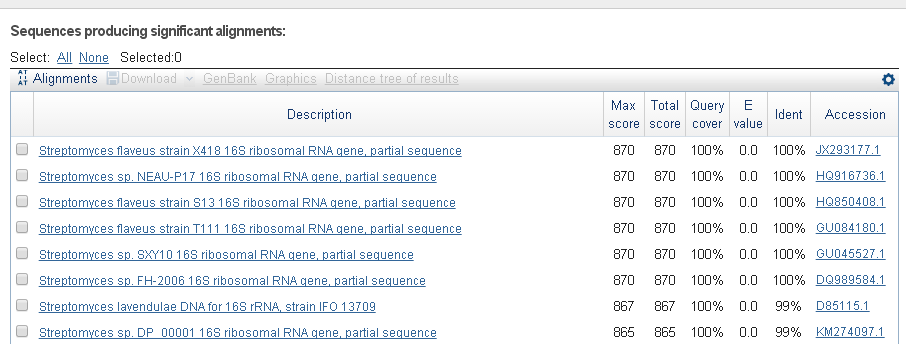 Sequences producing significant alignments:
Select: All None Selected:0
Alignments Download GenBank Graphics Distance tree of results
Description Max score Total score Query cover E value Ident Accession
Streptomyces flaveus strain X418 16S ribosomal RNA gene, partial sequence 870 870 100% 0.0 100% JX293177.1
Streptomyces sp. NEAU-P17 16S ribosomal RNA gene, partial sequence 870 870 100% 0.0 100% HQ916736.1
Streptomyces flaveus strain S13 16S ribosomal RNA gene, partial sequence 870 870 100% 0.0 100% HQ850408.1
Streptomyces flaveus strain T111 16S ribosomal RNA gene, partial sequence 870 870 100% 0.0 100% GU084180.1
Streptomyces sp. SXY10 16S ribosomal RNA gene, partial sequence 870 870 100% 0.0 100% GU045527.1
Streptomyces sp. FH-2006 16S ribosomal RNA gene, partial sequence 870 870 100% 0.0 100% DQ989584.1
Streptomyces lavendulae DNA for 16S rRNA, strain IFO 13709 867 867 100% 0.0 99% D85115.1
Streptomyces sp. DP_00001 16S ribosomal RNA gene, partial sequence 865 865 100% 0.0 99% KM274097.1